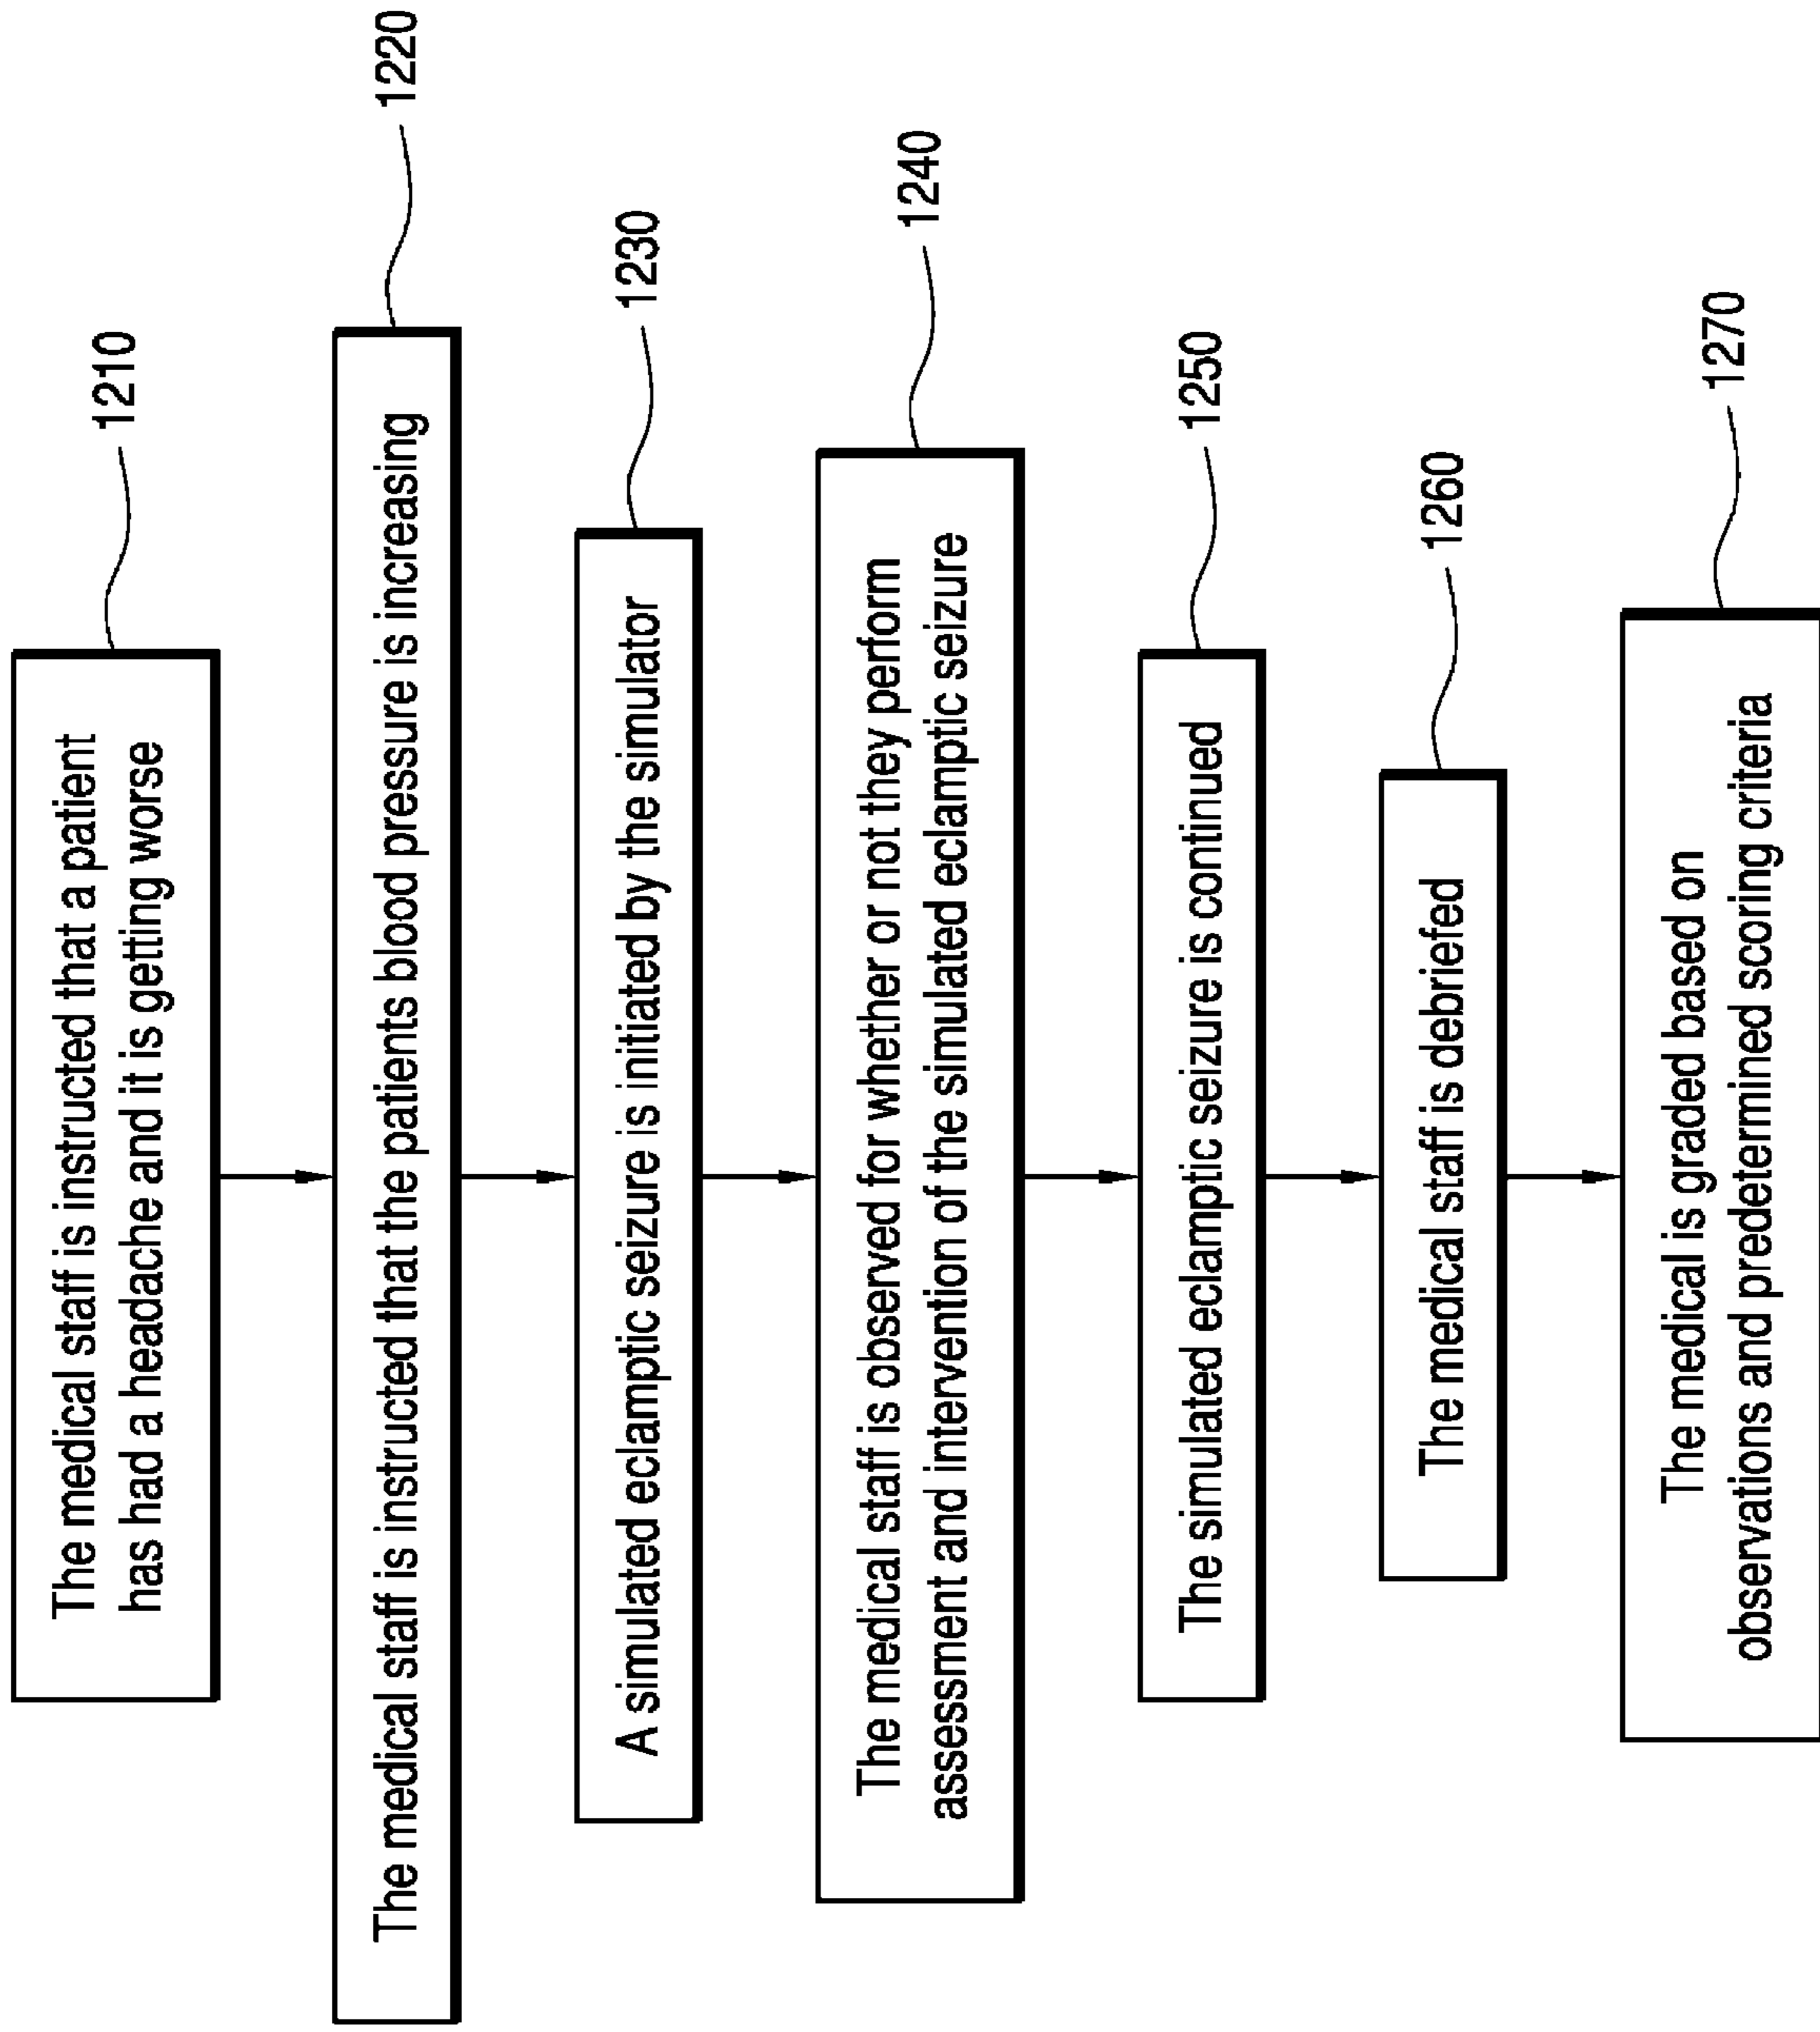 The medical staff is instructed that a patient
has had a headache and it is getting worse
1210
The medical staff is instructed that the patients blood pressure is increasing
1220
A simulated eclamptic seizure is initiated by the simulator
1230
The medical staff is observed for whether or not they perform
assessment and intervention of the simulated eclamptic seizure
1240
The simulated eclamptic seizure is continued
1250
The medical staff is debriefed
1260
The medical is graded based on
observations and predetermined scoring criteria
1270